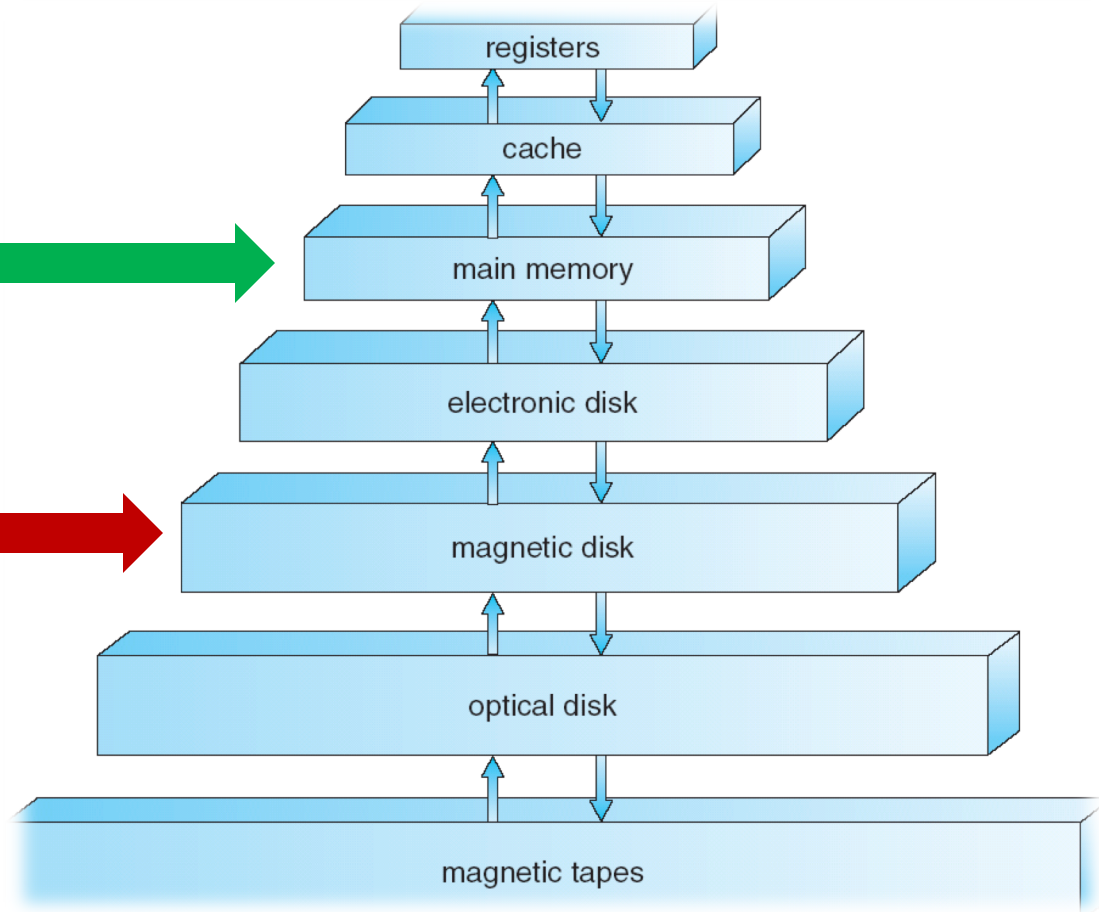 registers
cache
main memory
electronic disk
magnetic disk
optical disk
magnetic tapes